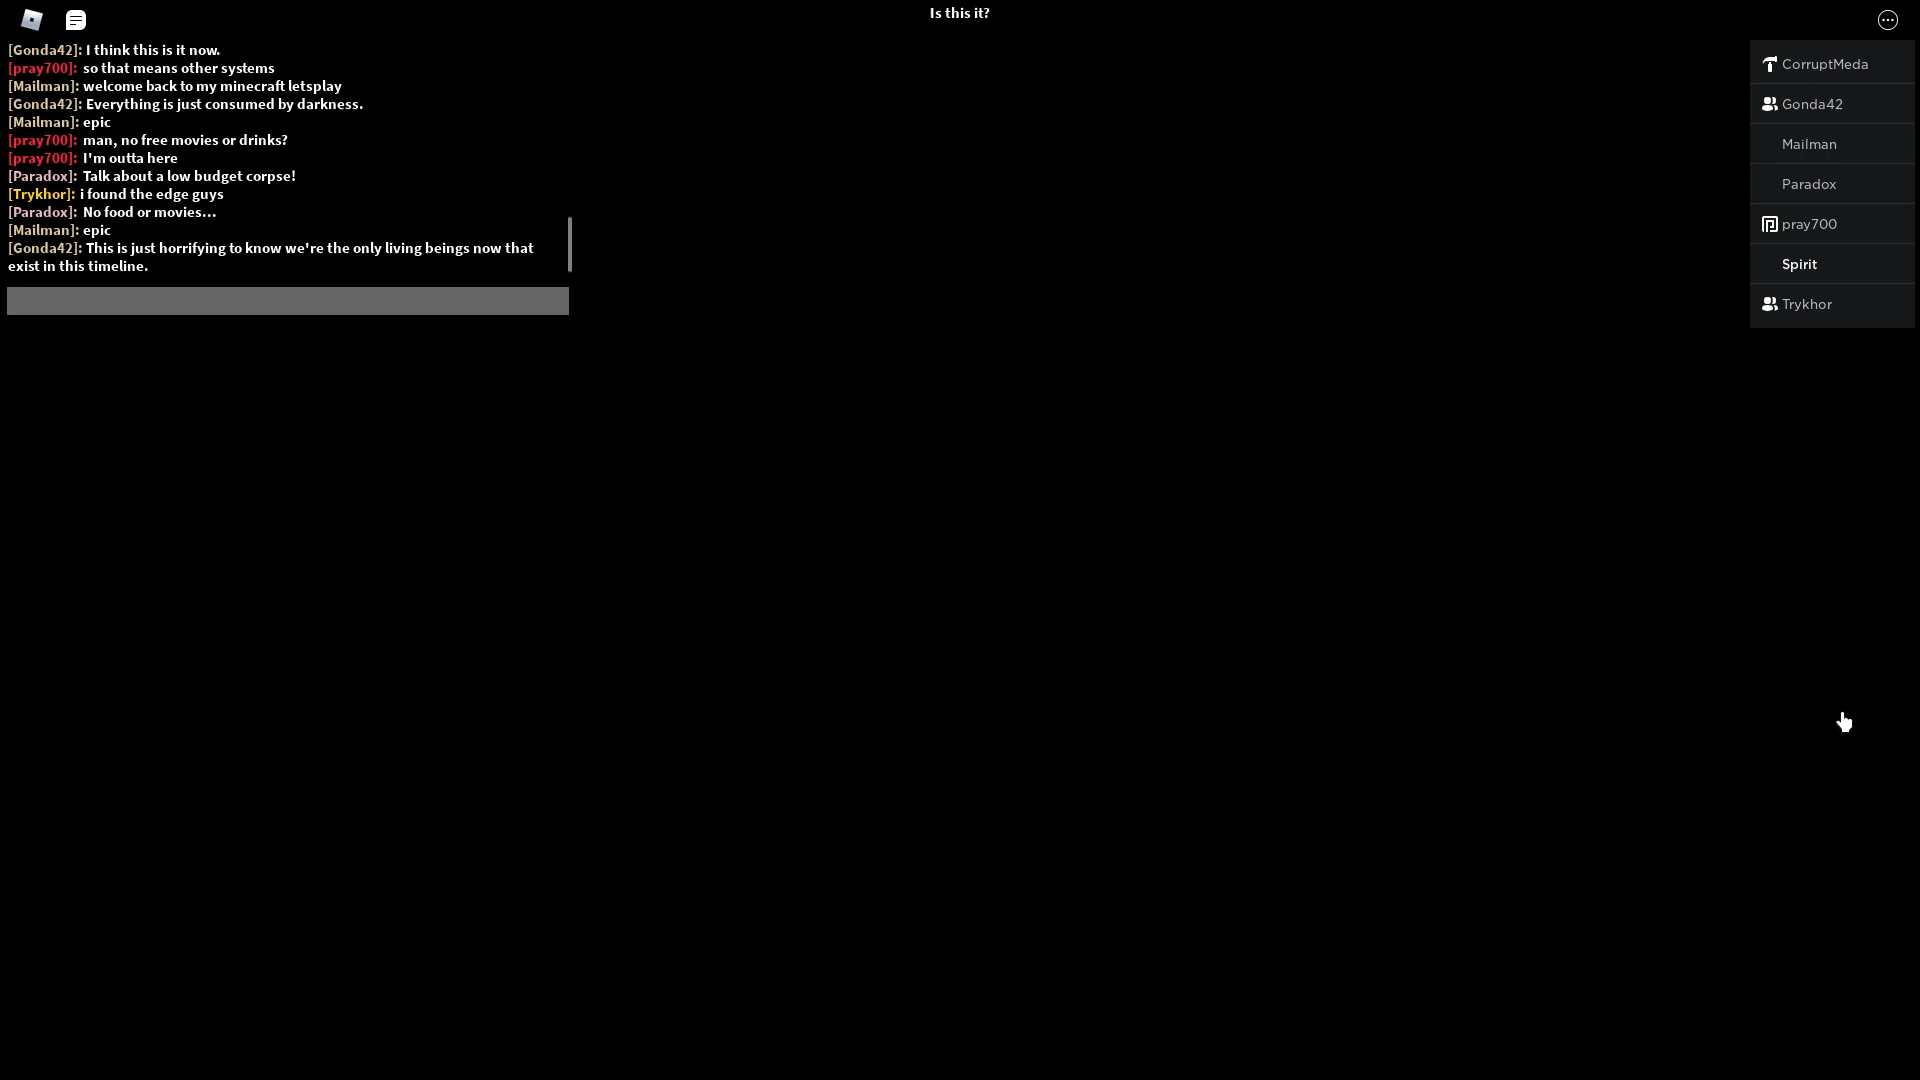 Is this it?
[Gonda42]: I think this is it now.
[pray700]: so that means other systems
[Mailman]: welcome back to my minecraft letsplay
[Gonda42]: Everything is just consumed by darkness.
[Mailman]: epic
[pray700]: man, no free movies or drinks?
[pray700]: I'm outta here
[Paradox]: Talk about a low budget corpse!
[Trykhor]: i found the edge guys
[Paradox]: No food or movies...
[Mailman]: epic
[Gonda42]: This is just horrifying to know we're the only living beings now that
exist in this timeline.
CorruptMeda
Gonda42
Mailman
Paradox
pray700
Spirit
Trykhor